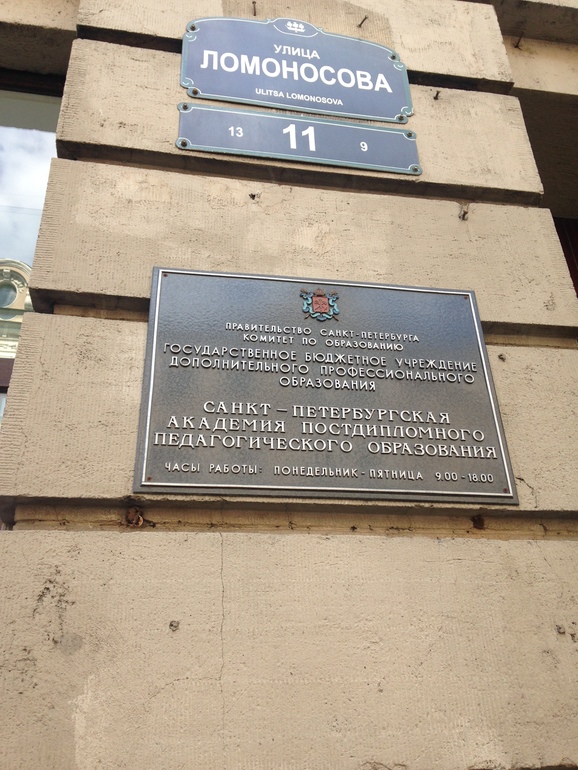 УЛИЦА
ЛОМОНОСОВА
ULITSA LOMONOSOVA
13 11 9
ПРАВИТЕЛЬСТВО САНКТ-ПЕТЕРБУРГА
КОМИТЕТ ПО ОБРАЗОВАНИЮ
ГОСУДАРСТВЕННОЕ БЮДЖЕТНОЕ УЧРЕЖДЕНИЕ
ДОПОЛНИТЕЛЬНОГО ПРОФЕССИОНАЛЬНОГО
ОБРАЗОВАНИЯ
САНКТ-ПЕТЕРБУРГСКАЯ
АКАДЕМИЯ ПОСТДИПЛОМНОГО
ПЕДАГОГИЧЕСКОГО ОБРАЗОВАНИЯ
ЧАСЫ РАБОТЫ: ПОНЕДЕЛЬНИК-ПЯТНИЦА 9.00-18.00